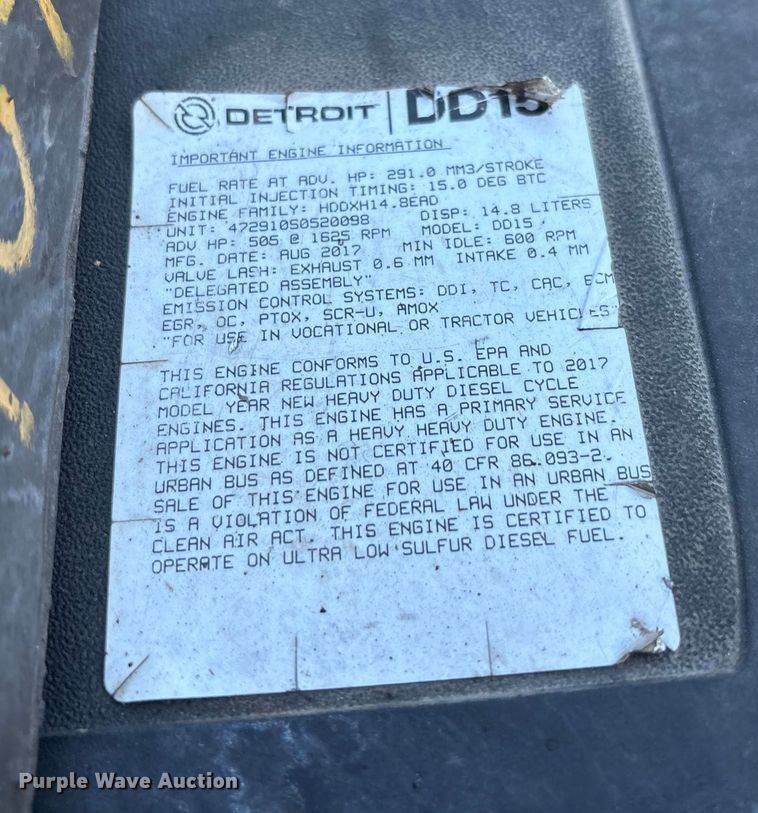 DETROIT | DD15
IMPORTANT ENGINE INFORMATION
FUEL RATE AT ADV. HP: 291.0 MM3/STROKE
INITIAL INJECTION TIMING: 15.0 DEG BTC
ENGINE FAMILY: HDDXH14.8EAD
UNIT: 472910S0520098 DISP: 14.8 LITERS
ADV HP: 505 @ 1625 RPM MODEL: DD15
MFG. DATE: AUG 2017 MIN IDLE: 600 RPM
VALVE LASH: EXHAUST 0.6 MM INTAKE 0.4 MM
"DELEGATED ASSEMBLY"
EMISSION CONTROL SYSTEMS: DDI, TC, CAC, ECM
EGR, OC, PTOX, SCR-U, AMOX
"FOR USE IN VOCATIONAL OR TRACTOR VEHICLES"
THIS ENGINE CONFORMS TO U.S. EPA AND
CALIFORNIA REGULATIONS APPLICABLE TO 2017
MODEL YEAR NEW HEAVY DUTY DIESEL CYCLE
ENGINES. THIS ENGINE HAS A PRIMARY SERVICE
APPLICATION AS A HEAVY HEAVY DUTY ENGINE.
THIS ENGINE IS NOT CERTIFIED FOR USE IN AN
URBAN BUS AS DEFINED AT 40 CFR 86.093-2.
SALE OF THIS ENGINE FOR USE IN AN URBAN BUS
IS A VIOLATION OF FEDERAL LAW UNDER THE
CLEAN AIR ACT. THIS ENGINE IS CERTIFIED TO
OPERATE ON ULTRA LOW SULFUR DIESEL FUEL.
Purple Wave Auction